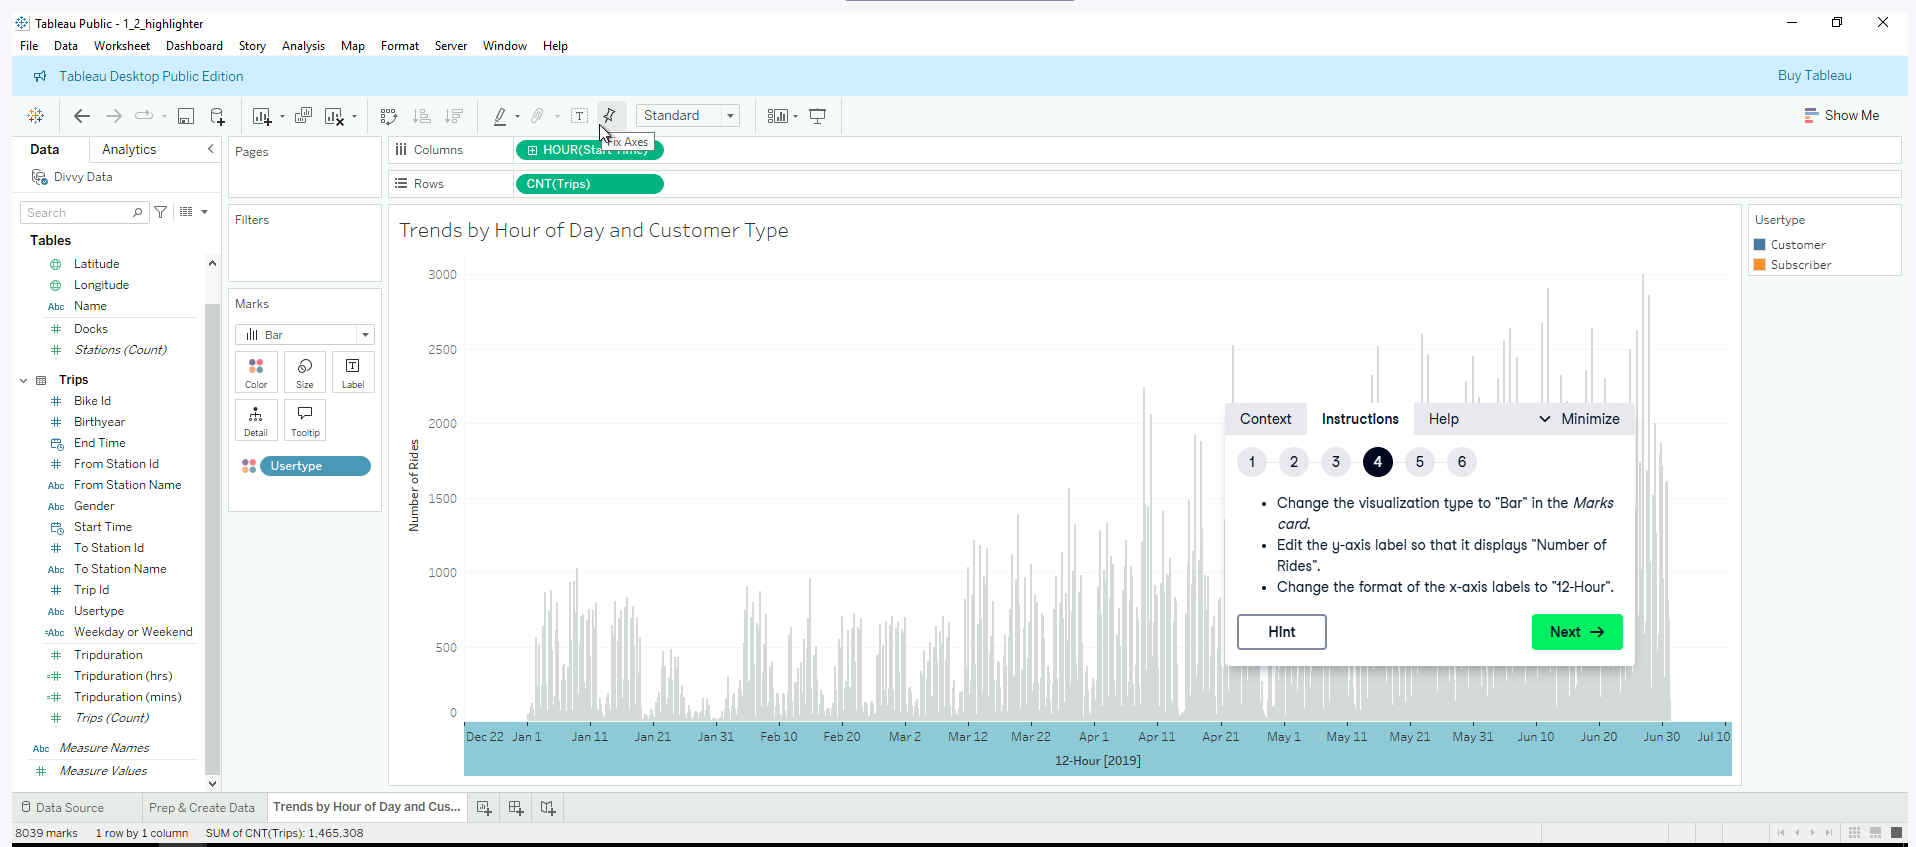 Tableau Public - 1_2_highlighter
File Data Worksheet Dashboard Story Analysis Map Format Server Window Help
Tableau Desktop Public Edition
Buy Tableau
Standard
Show Me
Fix Axes
Data Analytics
Divvy Data
Search
Tables
Latitude
Longitude
Abc Name
Docks
Stations (Count)
Trips
Bike Id
Abc Birthyear
End Time
From Station Id
Abc From Station Name
Abc Gender
Start Time
To Station Id
Abc To Station Name
Trip Id
Abc Usertype
=Abc Weekday or Weekend
Tripduration
Tripduration (hrs)
Tripduration (mins)
Trips (Count)
Abc Measure Names
Measure Values
Pages
Filters
Marks
Bar
Color Size Label
Detail Tooltip
Usertype
Columns
HOUR(Start Time)
Rows
CNT(Trips)
Trends by Hour of Day and Customer Type
3000
2500
2000
1500
1000
500
0
Number of Rides
Dec 22 Jan 1 Jan 11 Jan 21 Jan 31 Feb 10 Feb 20 Mar 2 Mar 12 Mar 22 Apr 1 Apr 11 Apr 21 May 1 May 11 May 21 May 31 Jun 10 Jun 20 Jun 30 Jul 10
12-Hour [2019]
Usertype
Customer
Subscriber
Context Instructions Help Minimize
1 2 3 4 5 6
• Change the visualization type to "Bar" in the Marks
card.
• Edit the y-axis label so that it displays "Number of
Rides".
• Change the format of the x-axis labels to "12-Hour".
HInt
Next →
Data Source Prep & Create Data Trends by Hour of Day and Cus...
8039 marks 1 row by 1 column SUM of CNT(Trips): 1,465,308